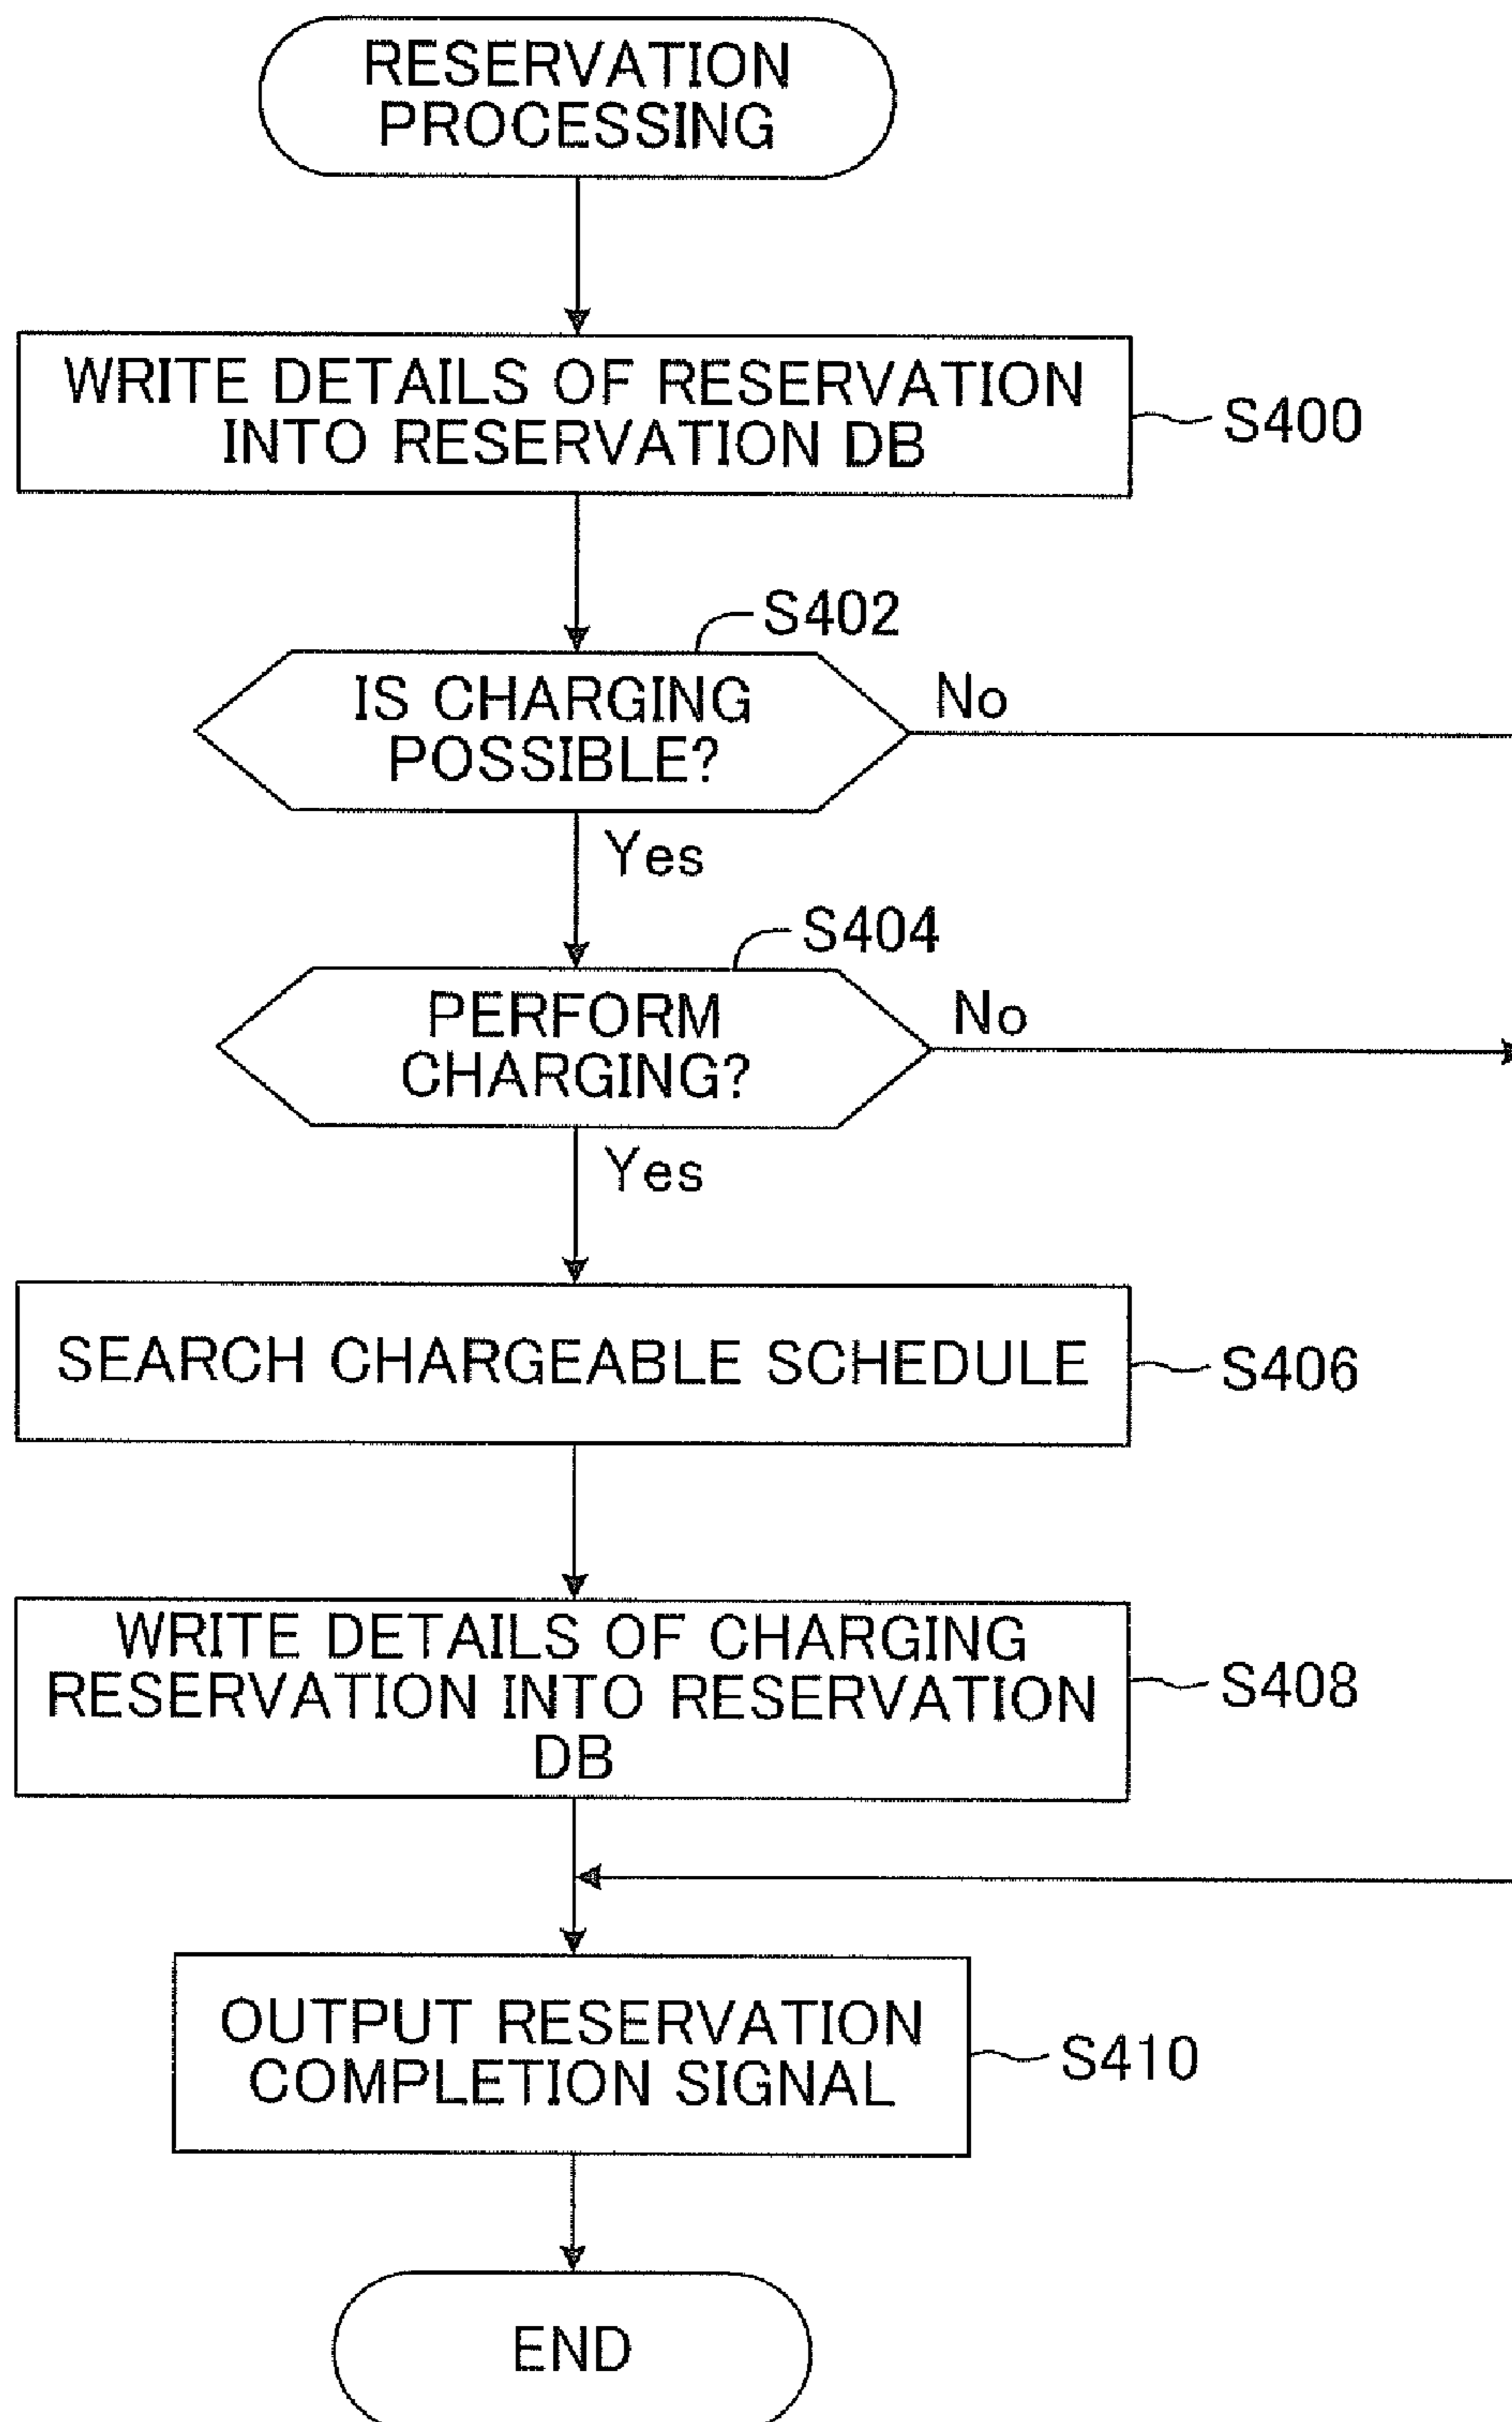 RESERVATION
PROCESSING
WRITE DETAILS OF RESERVATION
INTO RESERVATION DB
S400
S402
IS CHARGING
POSSIBLE?
No
Yes
S404
PERFORM
CHARGING?
No
Yes
SEARCH CHARGEABLE SCHEDULE
S406
WRITE DETAILS OF CHARGING
RESERVATION INTO RESERVATION
DB
S408
OUTPUT RESERVATION
COMPLETION SIGNAL
S410
END